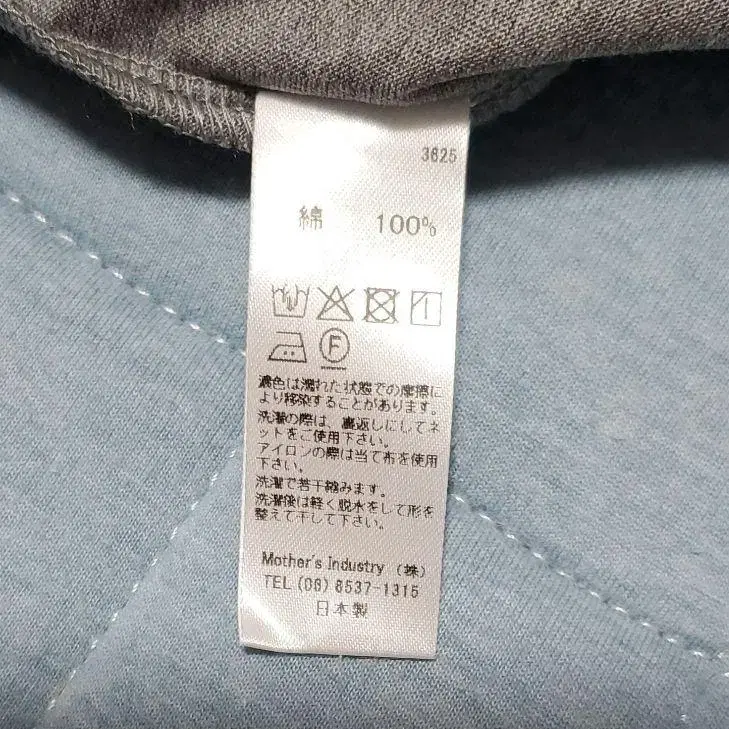 3625
綿 100%
F
濃色は濡れた状態での摩擦に
より移染することがあります。
洗濯の際は、裏返しにしてネ
ットをご使用下さい。
アイロンの際は当て布を使用
下さい。
洗濯で若干縮みます。
洗濯後は軽く脱水をして形を
整えて干して下さい。
Mother's Industry (株)
TEL (06) 6537-1315
日本製